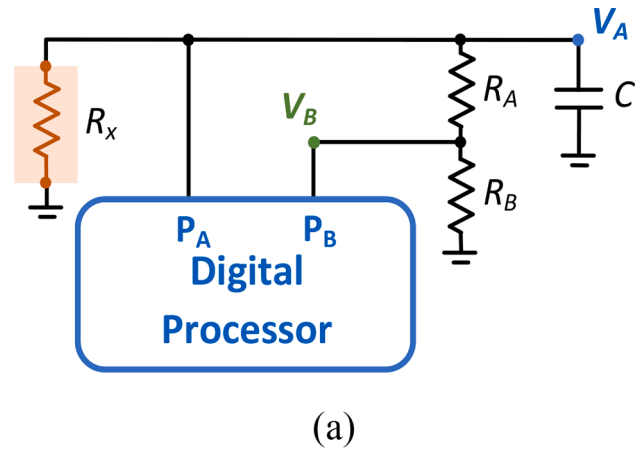 V_A
R_x
V_B
R_A
C
R_B
P_A P_B
Digital
Processor
(a)